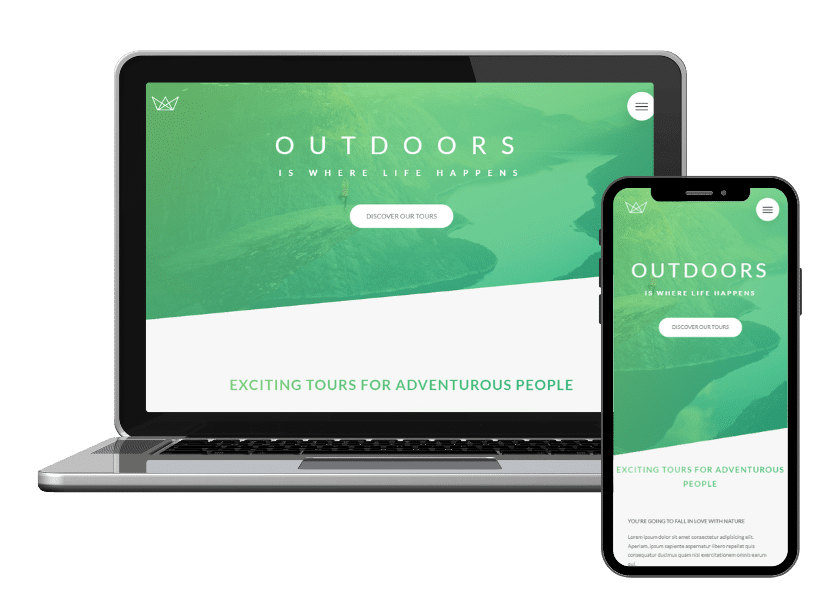 OUTDOORS
IS WHERE LIFE HAPPENS
DISCOVER OUR TOURS
EXCITING TOURS FOR ADVENTUROUS PEOPLE
OUTDOORS
IS WHERE LIFE HAPPENS
DISCOVER OUR TOURS
EXCITING TOURS FOR ADVENTUROUS
PEOPLE
YOU'RE GOING TO FALL IN LOVE WITH NATURE
Lorem ipsum dolor sit amet consectetur adipisicing elit.
Aperiam, ipsum sapiente aspernatur libero repellat quis
consequatur ducimus quam nisi exercitationem omnis earum
qui.